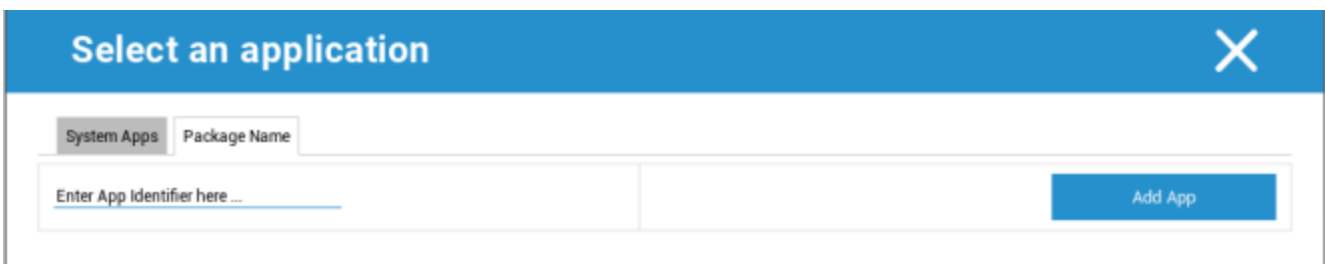 Select an application
System Apps Package Name
Enter App Identifier here ... Add App